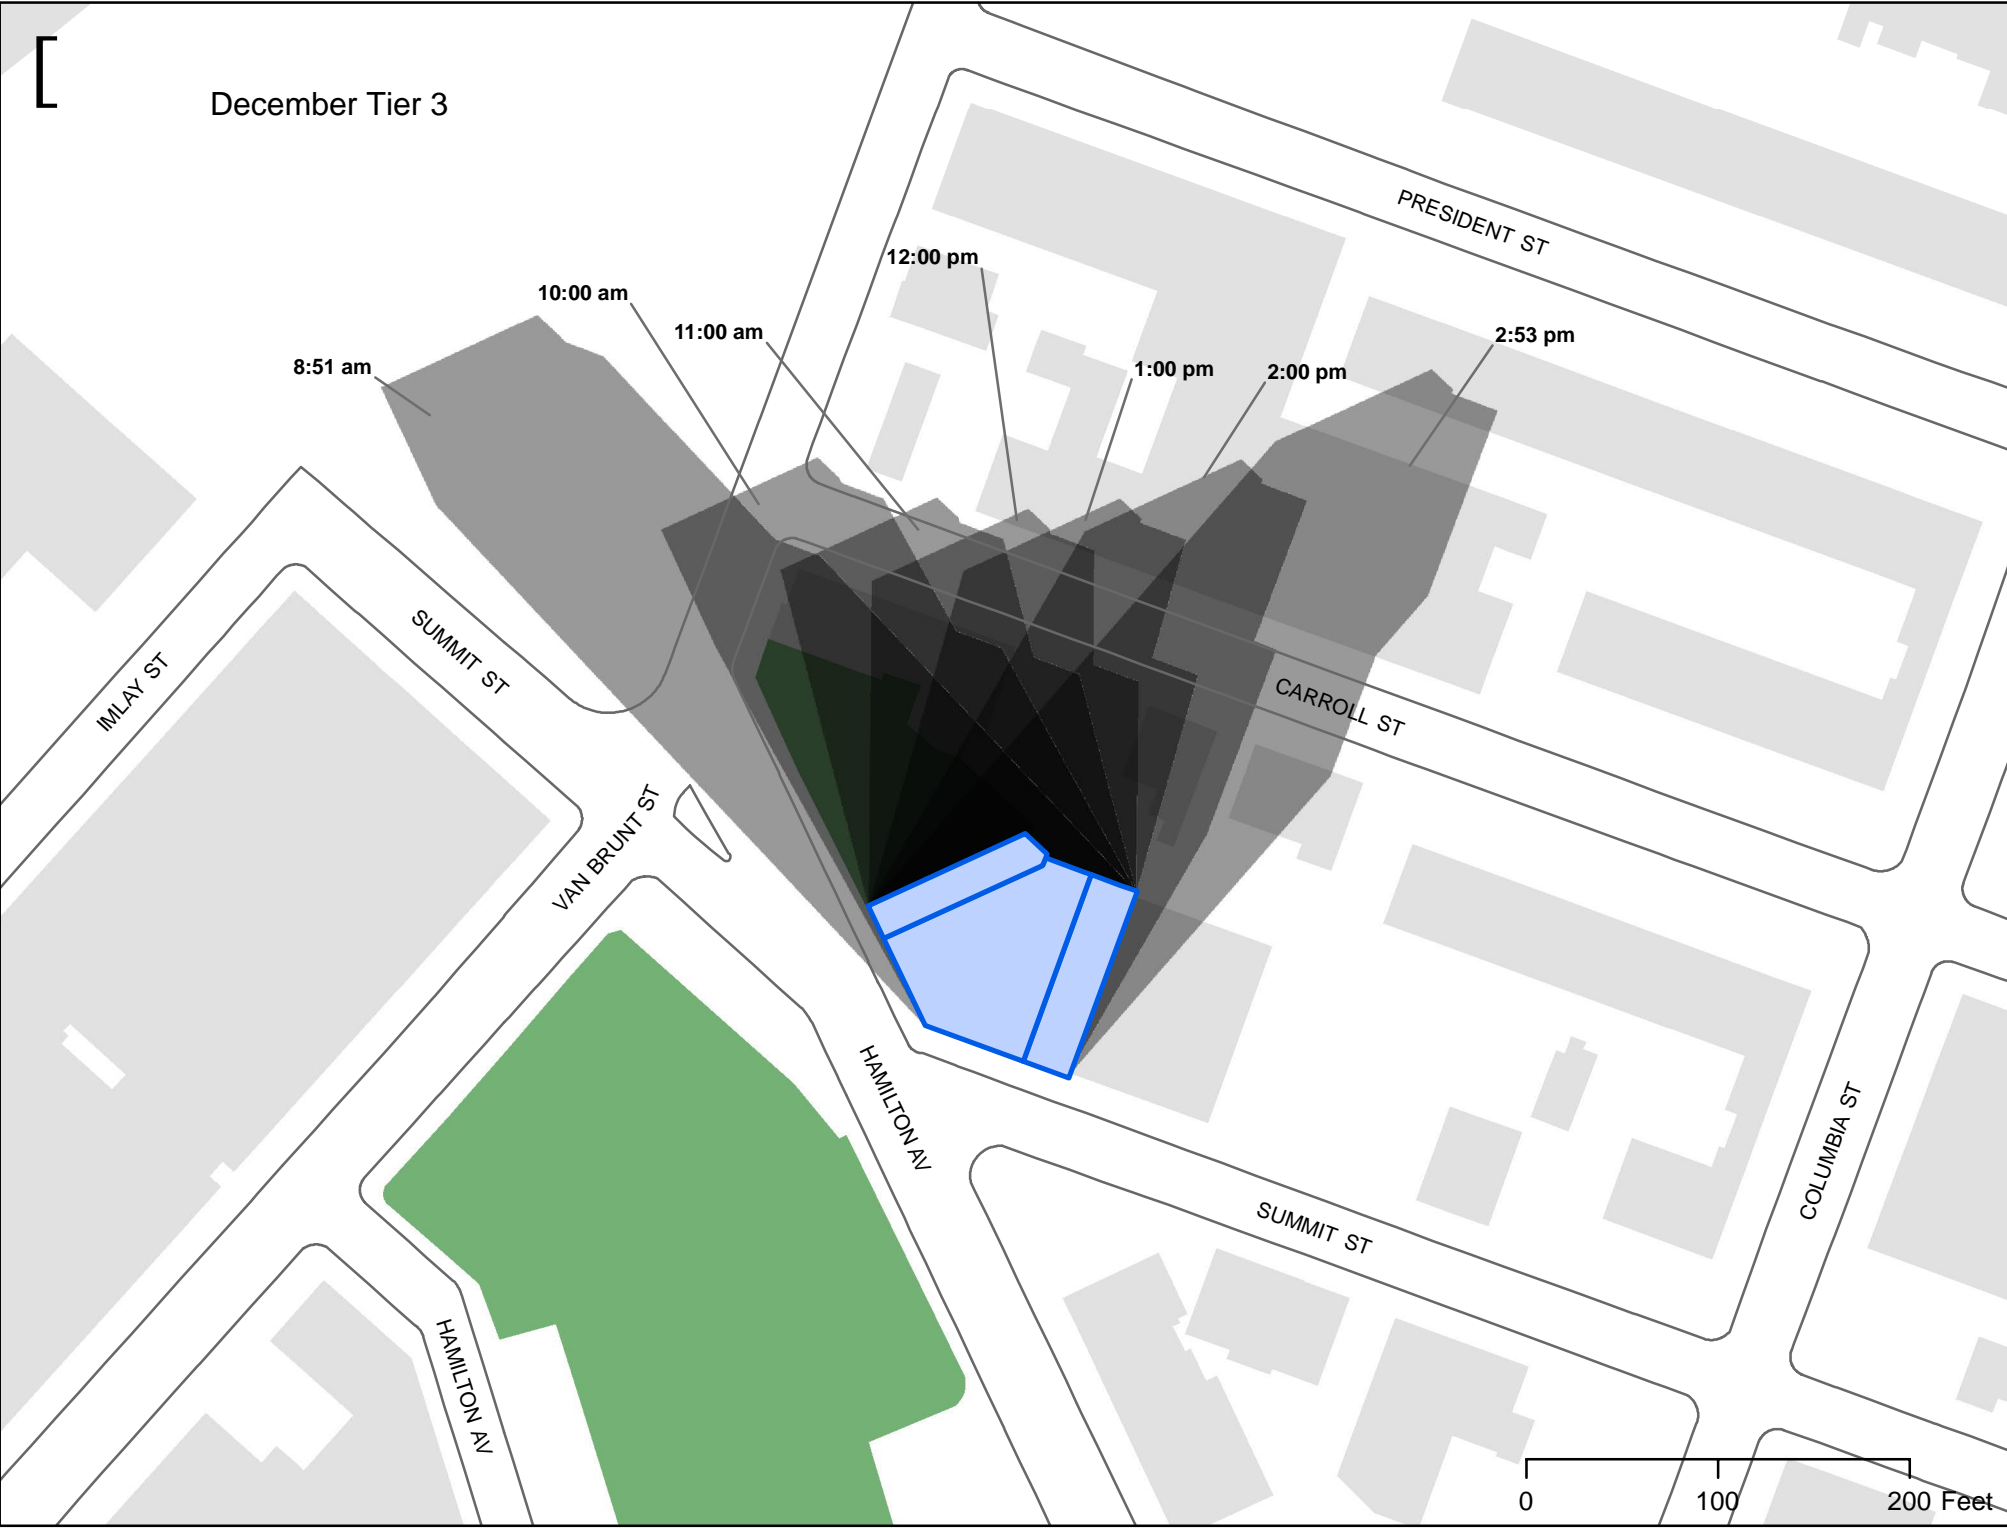 [
December Tier 3
PRESIDENT ST
12:00 pm
10:00 am
11:00 am
2:53 pm
8:51 am
1:00 pm
2:00 pm
SUMMIT ST
IMLAY ST
CARROLL ST
VAN BRUNT ST
HAMILTON AV
COLUMBIA ST
SUMMIT ST
HAMILTON AV
0 100 200 Feet